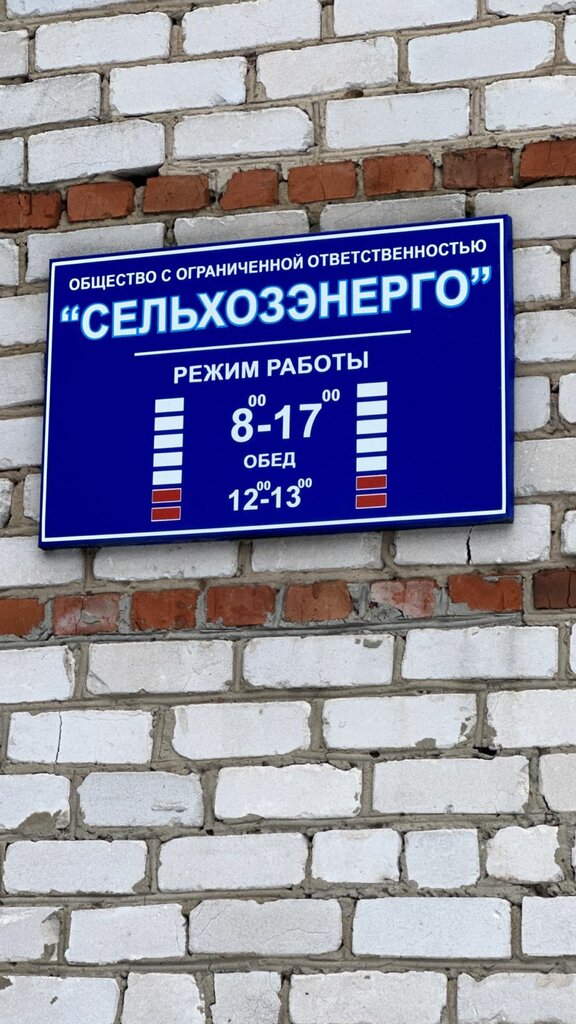 ОБЩЕСТВО С ОГРАНИЧЕННОЙ ОТВЕТСТВЕННОСТЬЮ
“СЕЛЬХОЗЭНЕРГО”
РЕЖИМ РАБОТЫ
8⁰⁰-17⁰⁰
ОБЕД
12⁰⁰-13⁰⁰